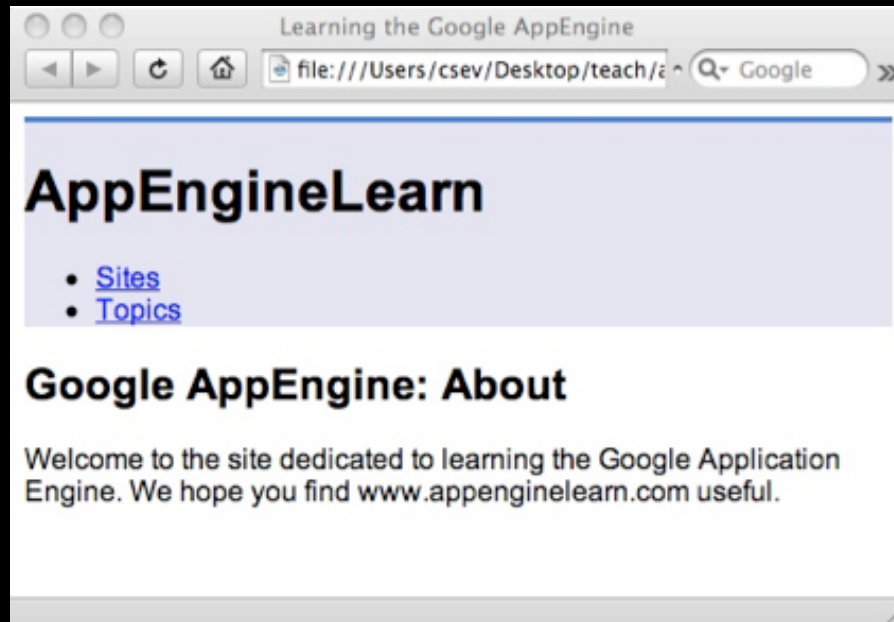 Learning the Google AppEngine
file:///Users/csev/Desktop/teach/a
Google
AppEngineLearn
Sites
Topics
Google AppEngine: About
Welcome to the site dedicated to learning the Google Application
Engine. We hope you find www.appenginelearn.com useful.